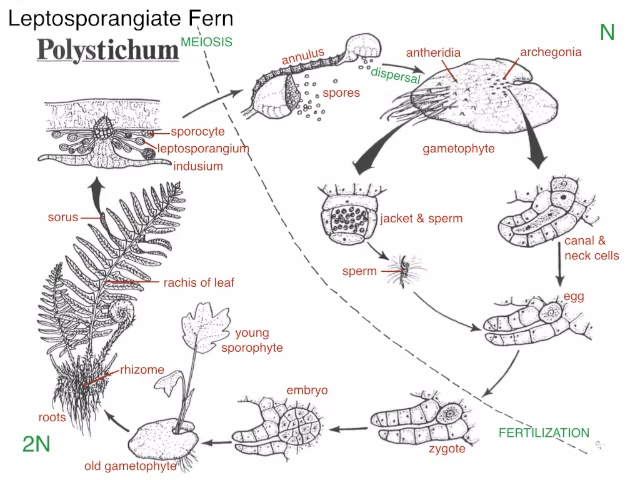 Leptosporangiate Fern
Polystichum
MEIOSIS
N
annulus
antheridia
archegonia
dispersal
spores
sporocyte
leptosporangium
indusium
gametophyte
sorus
jacket & sperm
canal &
neck cells
sperm
rachis of leaf
egg
young
sporophyte
rhizome
embryo
roots
2N
old gametophyte
zygote
FERTILIZATION